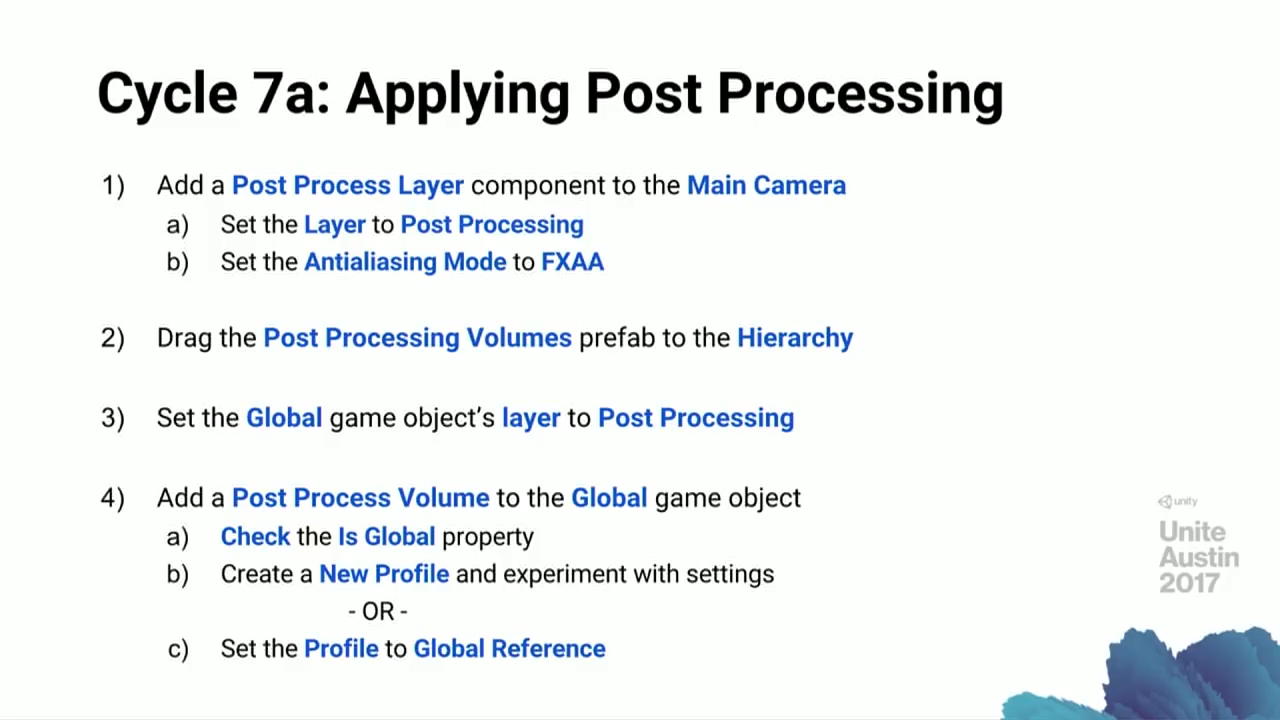 Cycle 7a: Applying Post Processing
1) Add a Post Process Layer component to the Main Camera
a) Set the Layer to Post Processing
b) Set the Antialiasing Mode to FXAA
2) Drag the Post Processing Volumes prefab to the Hierarchy
3) Set the Global game object’s layer to Post Processing
4) Add a Post Process Volume to the Global game object
a) Check the Is Global property
b) Create a New Profile and experiment with settings
- OR -
c) Set the Profile to Global Reference
unity
Unite
Austin
2017